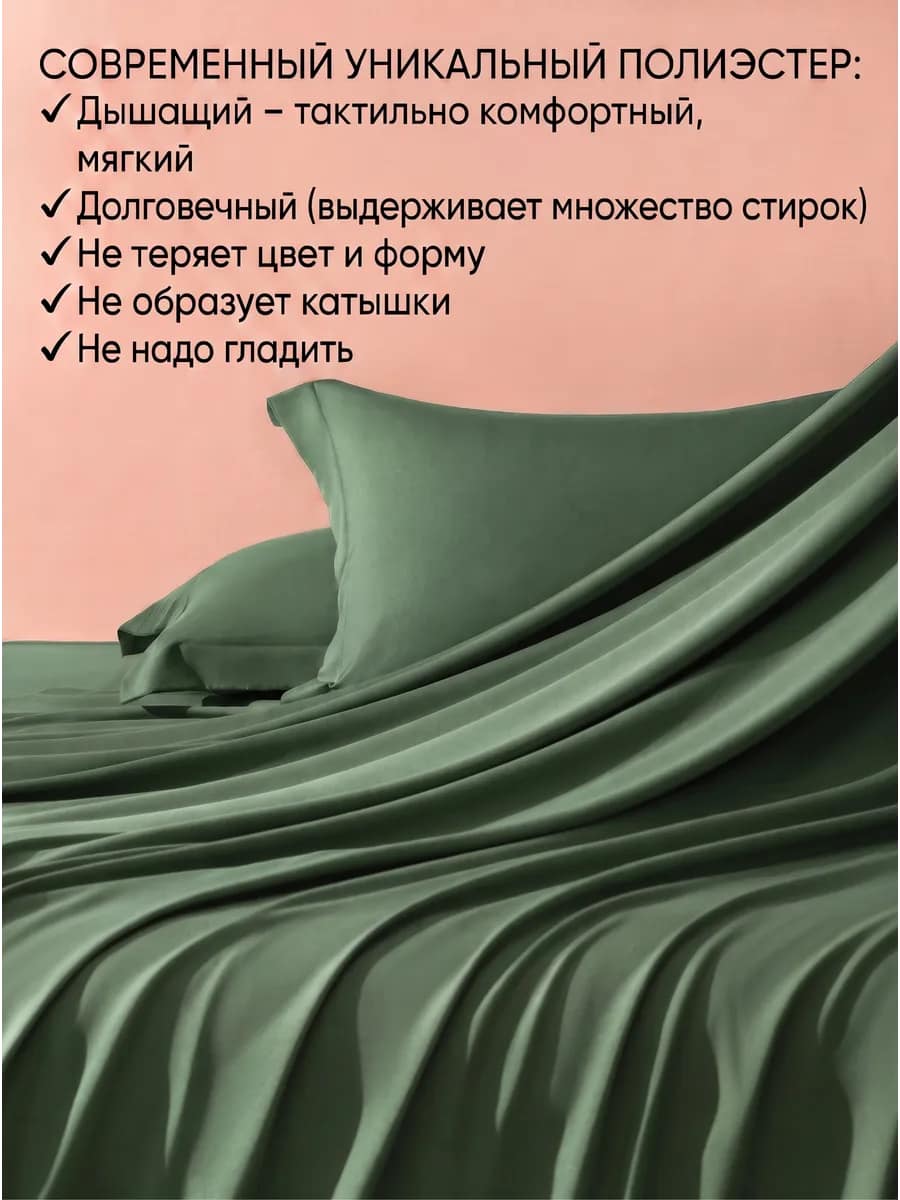 СОВРЕМЕННЫЙ УНИКАЛЬНЫЙ ПОЛИЭСТЕР:
✓Дышащий – тактильно комфортный,
мягкий
✓Долговечный (выдерживает множество стирок)
✓Не теряет цвет и форму
✓Не образует катышки
✓Не надо гладить